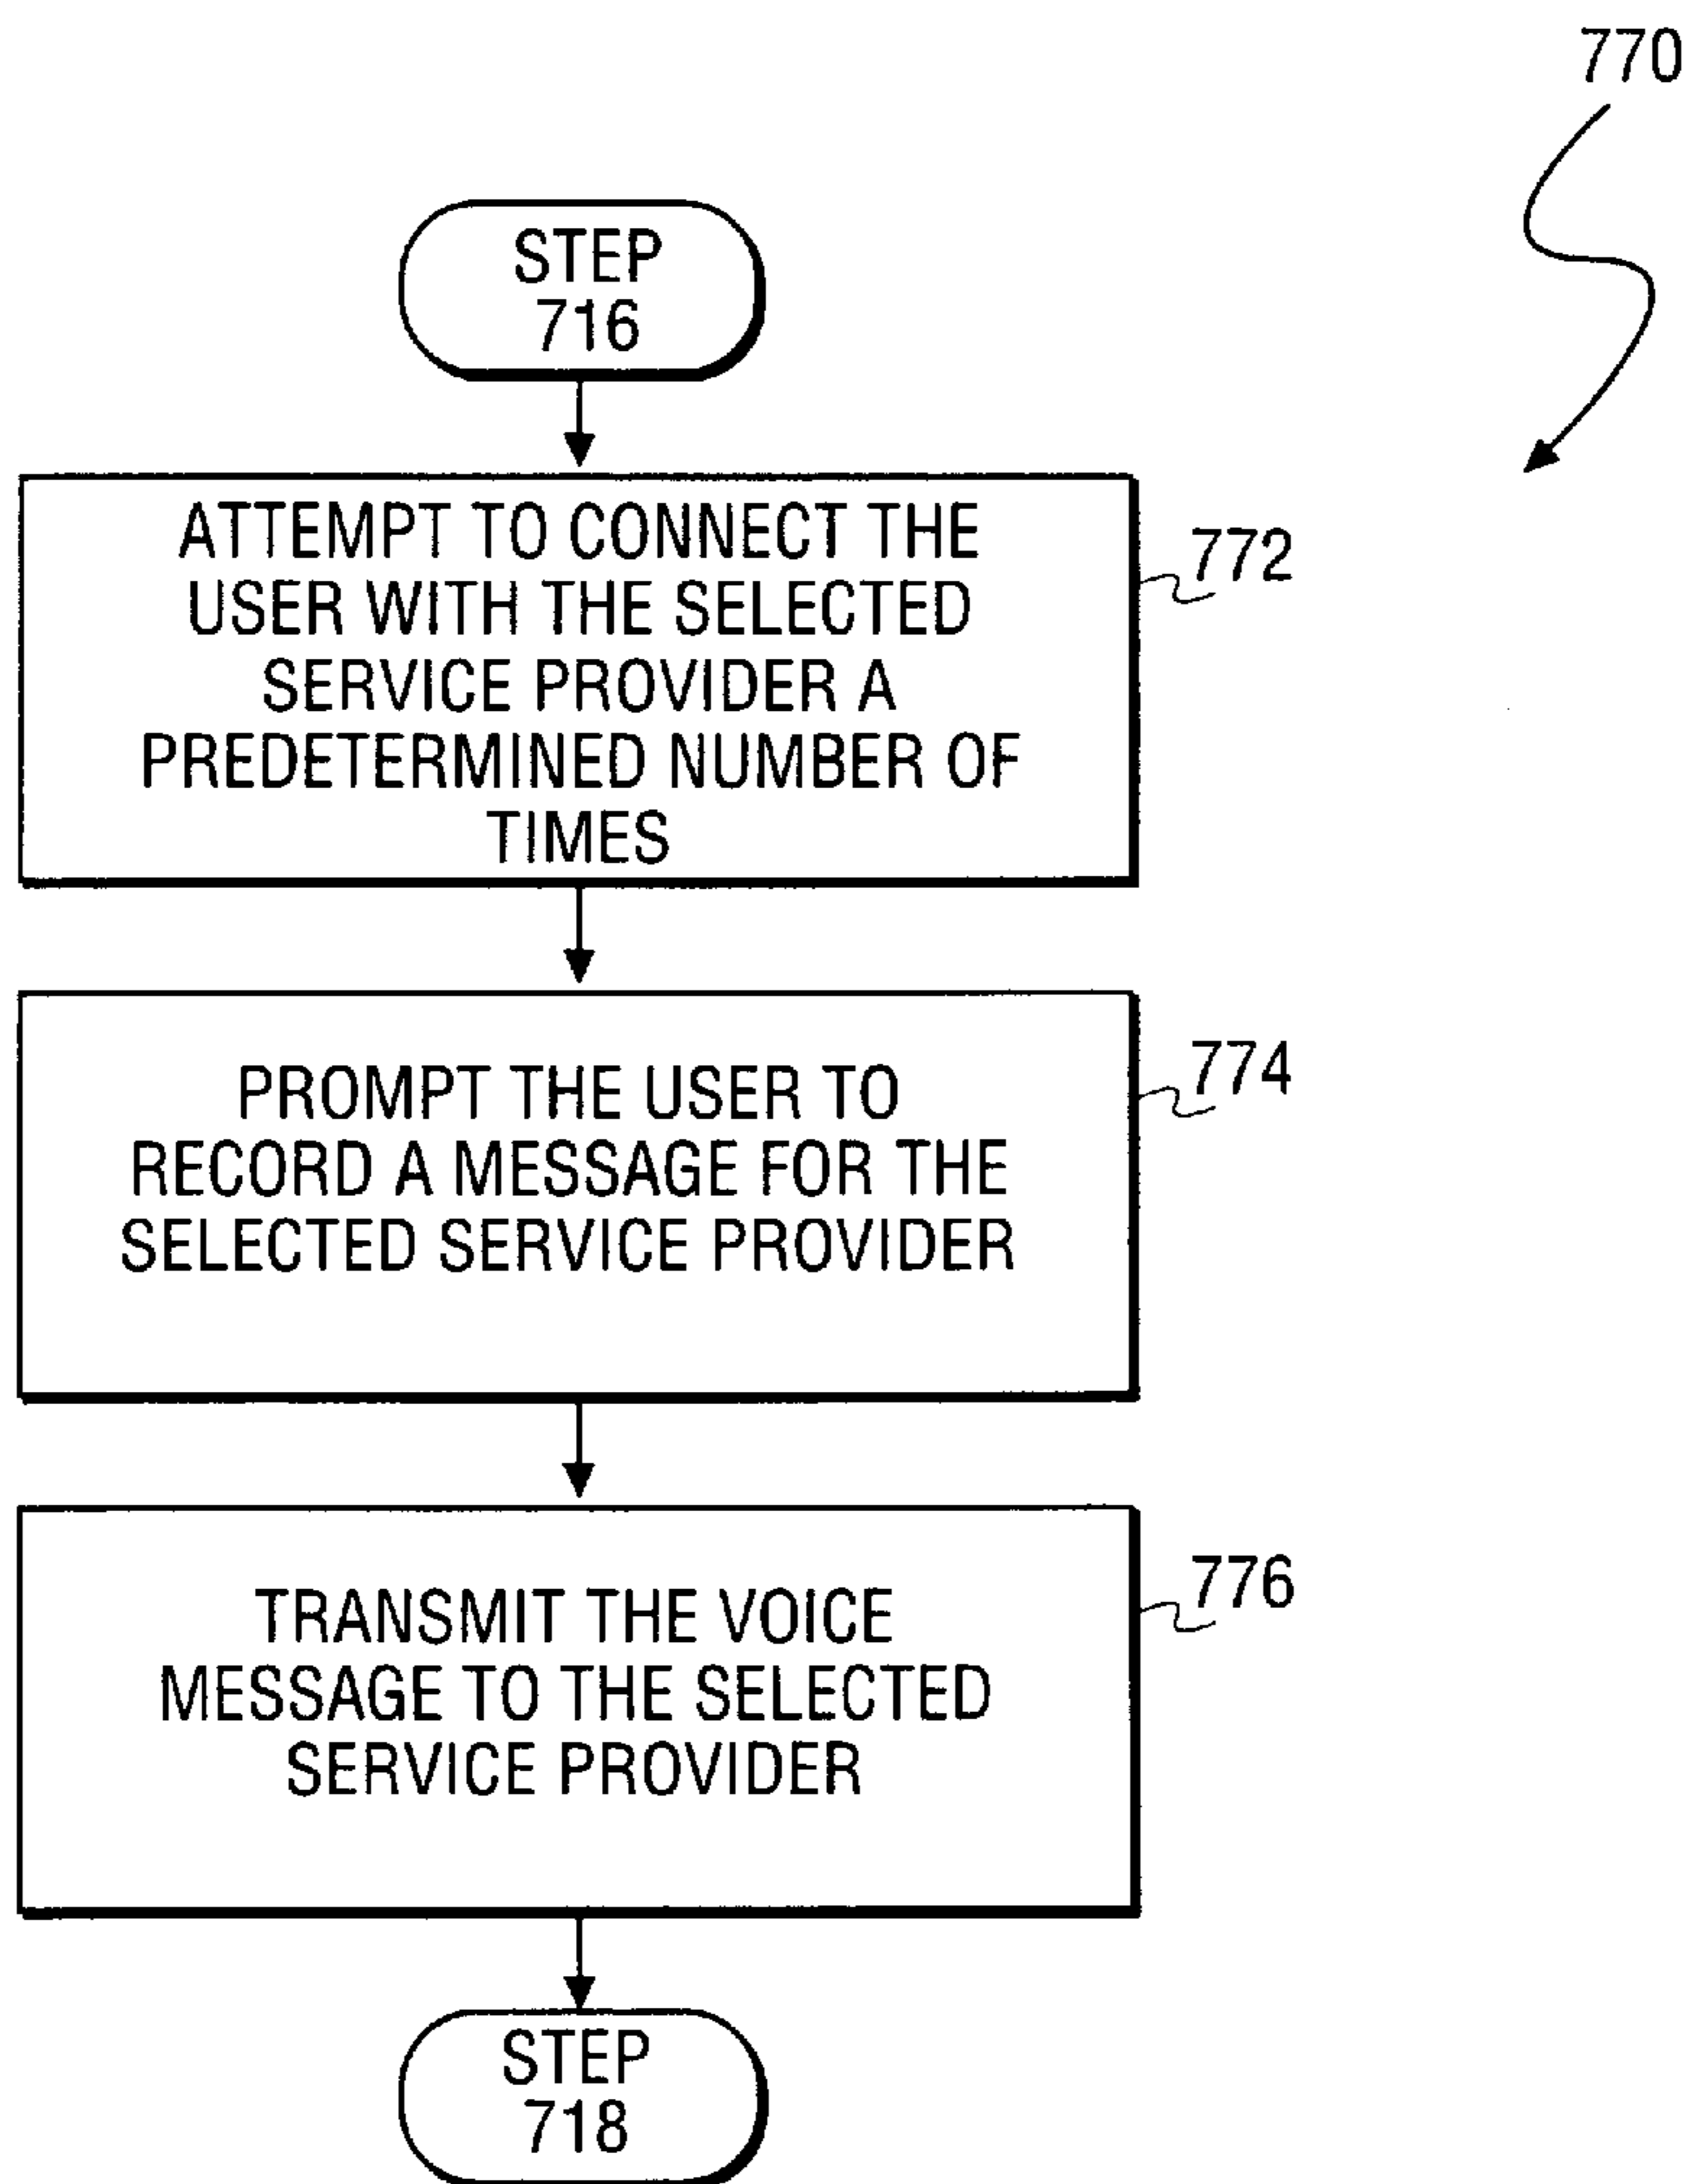 770
STEP
716
ATTEMPT TO CONNECT THE
USER WITH THE SELECTED
SERVICE PROVIDER A
PREDETERMINED NUMBER OF
TIMES
772
PROMPT THE USER TO
RECORD A MESSAGE FOR THE
SELECTED SERVICE PROVIDER
774
TRANSMIT THE VOICE
MESSAGE TO THE SELECTED
SERVICE PROVIDER
776
STEP
718